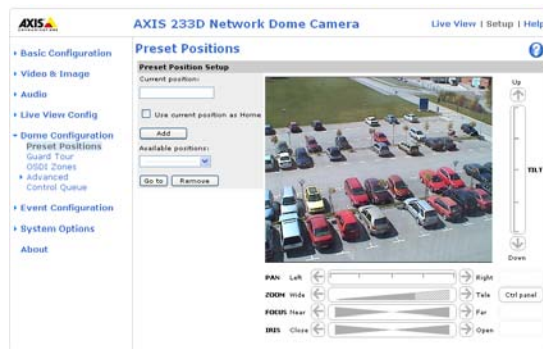 AXIS
COMMUNICATIONS
AXIS 233D Network Dome Camera
Live View | Setup | Help
Basic Configuration
Video & Image
Audio
Live View Config
Dome Configuration
Preset Positions
Guard Tour
OSDI Zones
Advanced
Control Queue
Event Configuration
System Options
About
Preset Positions
?
Preset Position Setup
Current position:
Use current position as Home
Add
Available positions:
Go to
Remove
Up
TILT
Down
PAN Left Right
ZOOM Wide Tele Ctrl panel
FOCUS Near Far
IRIS Close Open